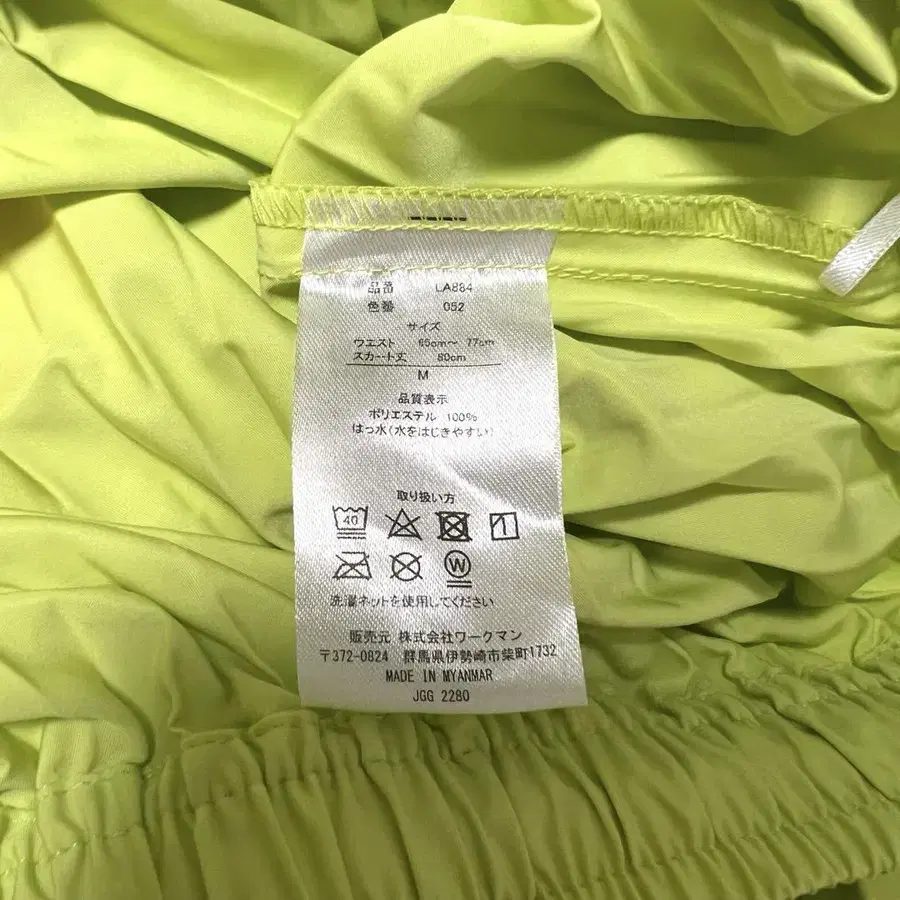 品番 LA884
色番 052
サイズ
ウエスト 65cm～ 77cm
スカート丈 80cm
M
品質表示
ポリエステル 100%
はっ水(水をはじきやすい)
取り扱い方
40 1
W
洗濯ネットを使用してください
販売元 株式会社ワークマン
〒372-0824 群馬県伊勢崎市柴町1732
MADE IN MYANMAR
JGG 2280